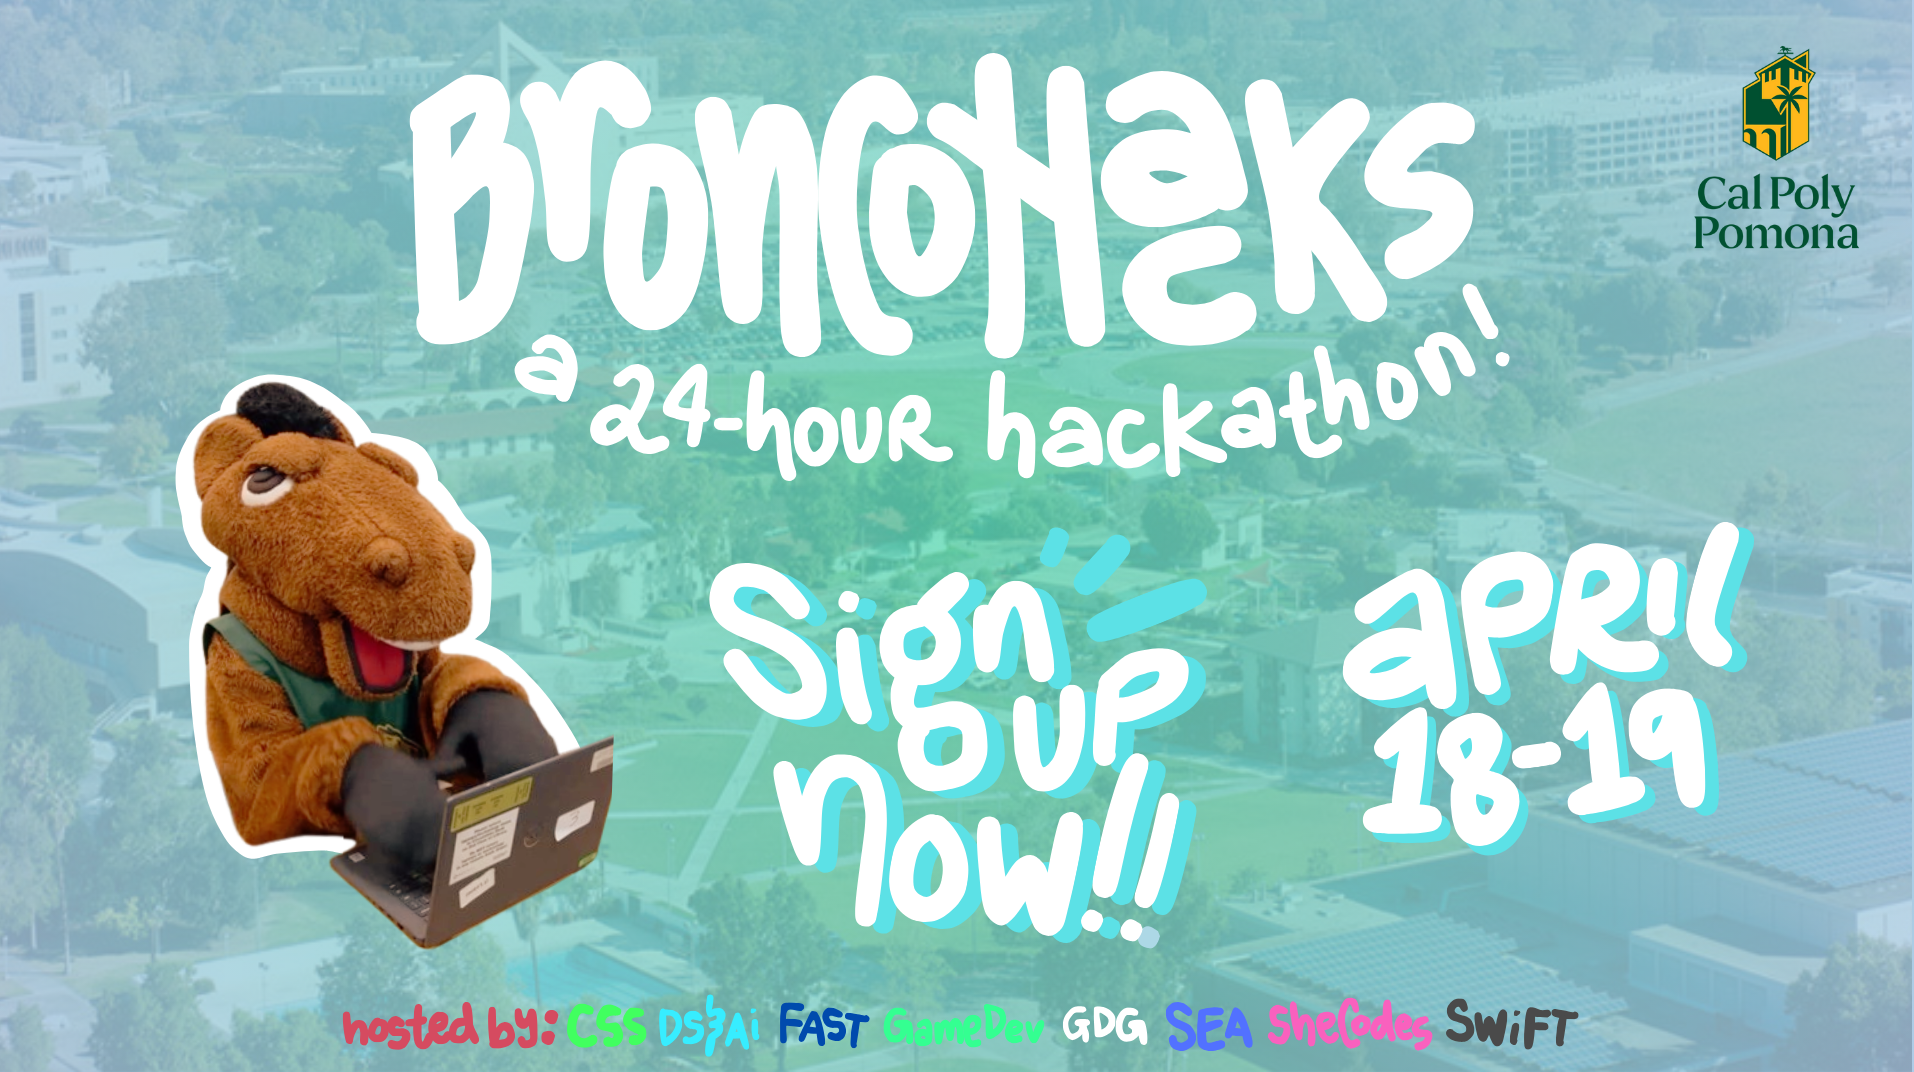 BroncoHacks
a 24-hour hackathon!
Cal Poly
Pomona
Sign
up
now!!!
april
18-19
hosted by: CSS DS&Ai FAST GameDev GDG SEA SheCodes SWiFT